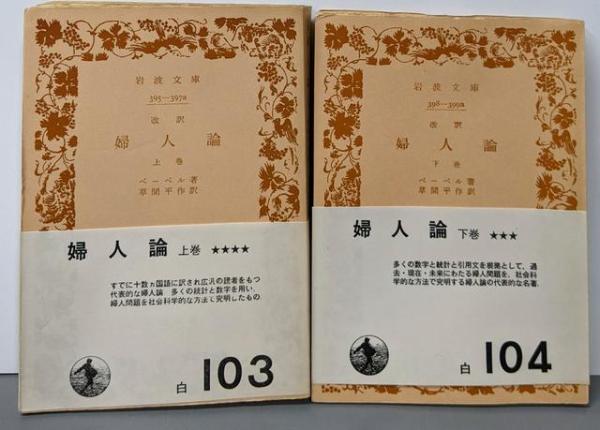 岩波文庫
395—397a
改訳
婦人論
上巻
ベーベル著
草間平作訳
婦人論 上巻 ★★★★
すでに十数ヵ国語に訳され広汎の読者をもつ
代表的な婦人論. 多くの統計と数字を用い,
婦人問題を社会科学的な方法で究明したもの.
白 103
岩波文庫
398—399a
改訳
婦人論
下巻
ベーベル著
草間平作訳
婦人論 下巻 ★★★
多くの数字と統計と引用文を根拠として、過
去・現在・未来にわたる婦人問題を、社会科
学的な方法で究明する婦人論の代表的な名著.
白 104